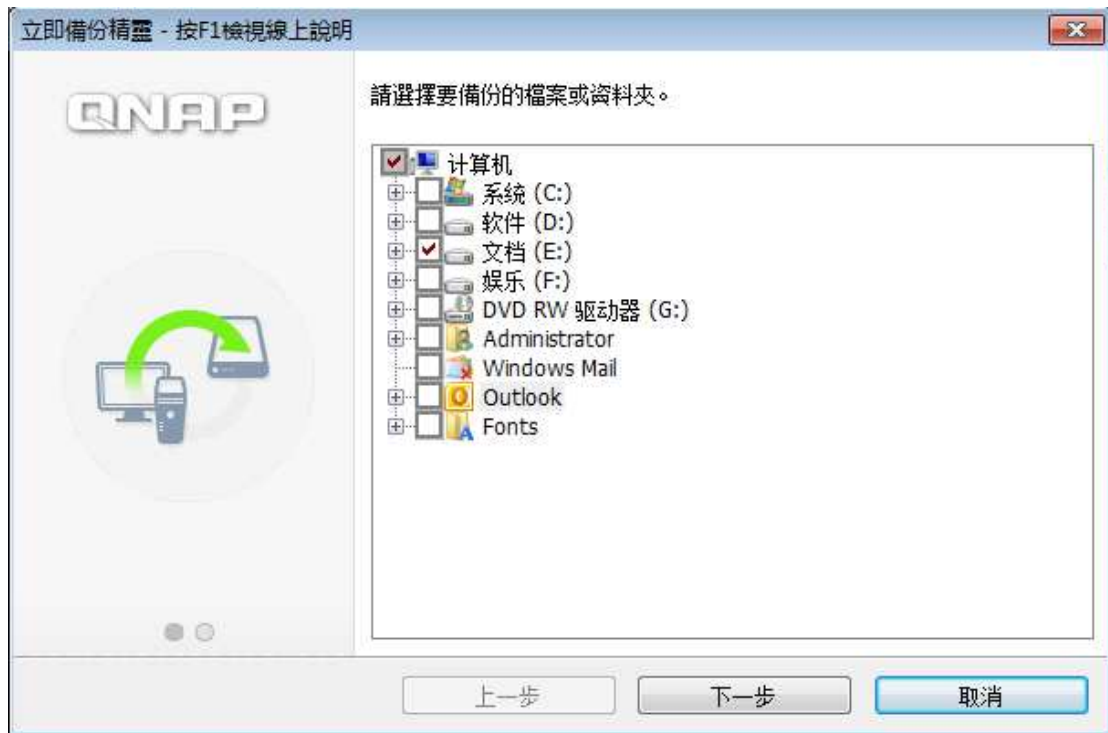 立即備份精靈 - 按F1檢視線上說明
QNAP
請選擇要備份的檔案或資料夾。
计算机
系统 (C:)
软件 (D:)
文档 (E:)
娱乐 (F:)
DVD RW 驱动器 (G:)
Administrator
Windows Mail
Outlook
Fonts
上一步
下一步
取消